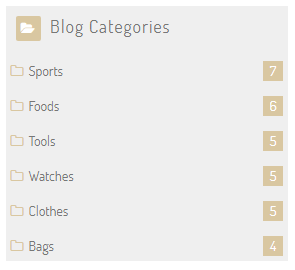 Blog Categories
Sports 7
Foods 6
Tools 5
Watches 5
Clothes 5
Bags 4